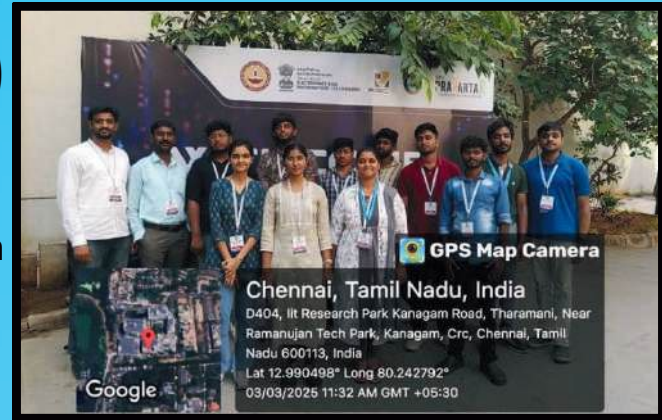 PRAVARTA
GPS Map Camera
Chennai, Tamil Nadu, India
D404, Iit Research Park Kanagam Road, Tharamani, Near
Ramanujan Tech Park, Kanagam, Crc, Chennai, Tamil
Nadu 600113, India
Lat 12.990498° Long 80.242792°
03/03/2025 11:32 AM GMT +05:30
Google